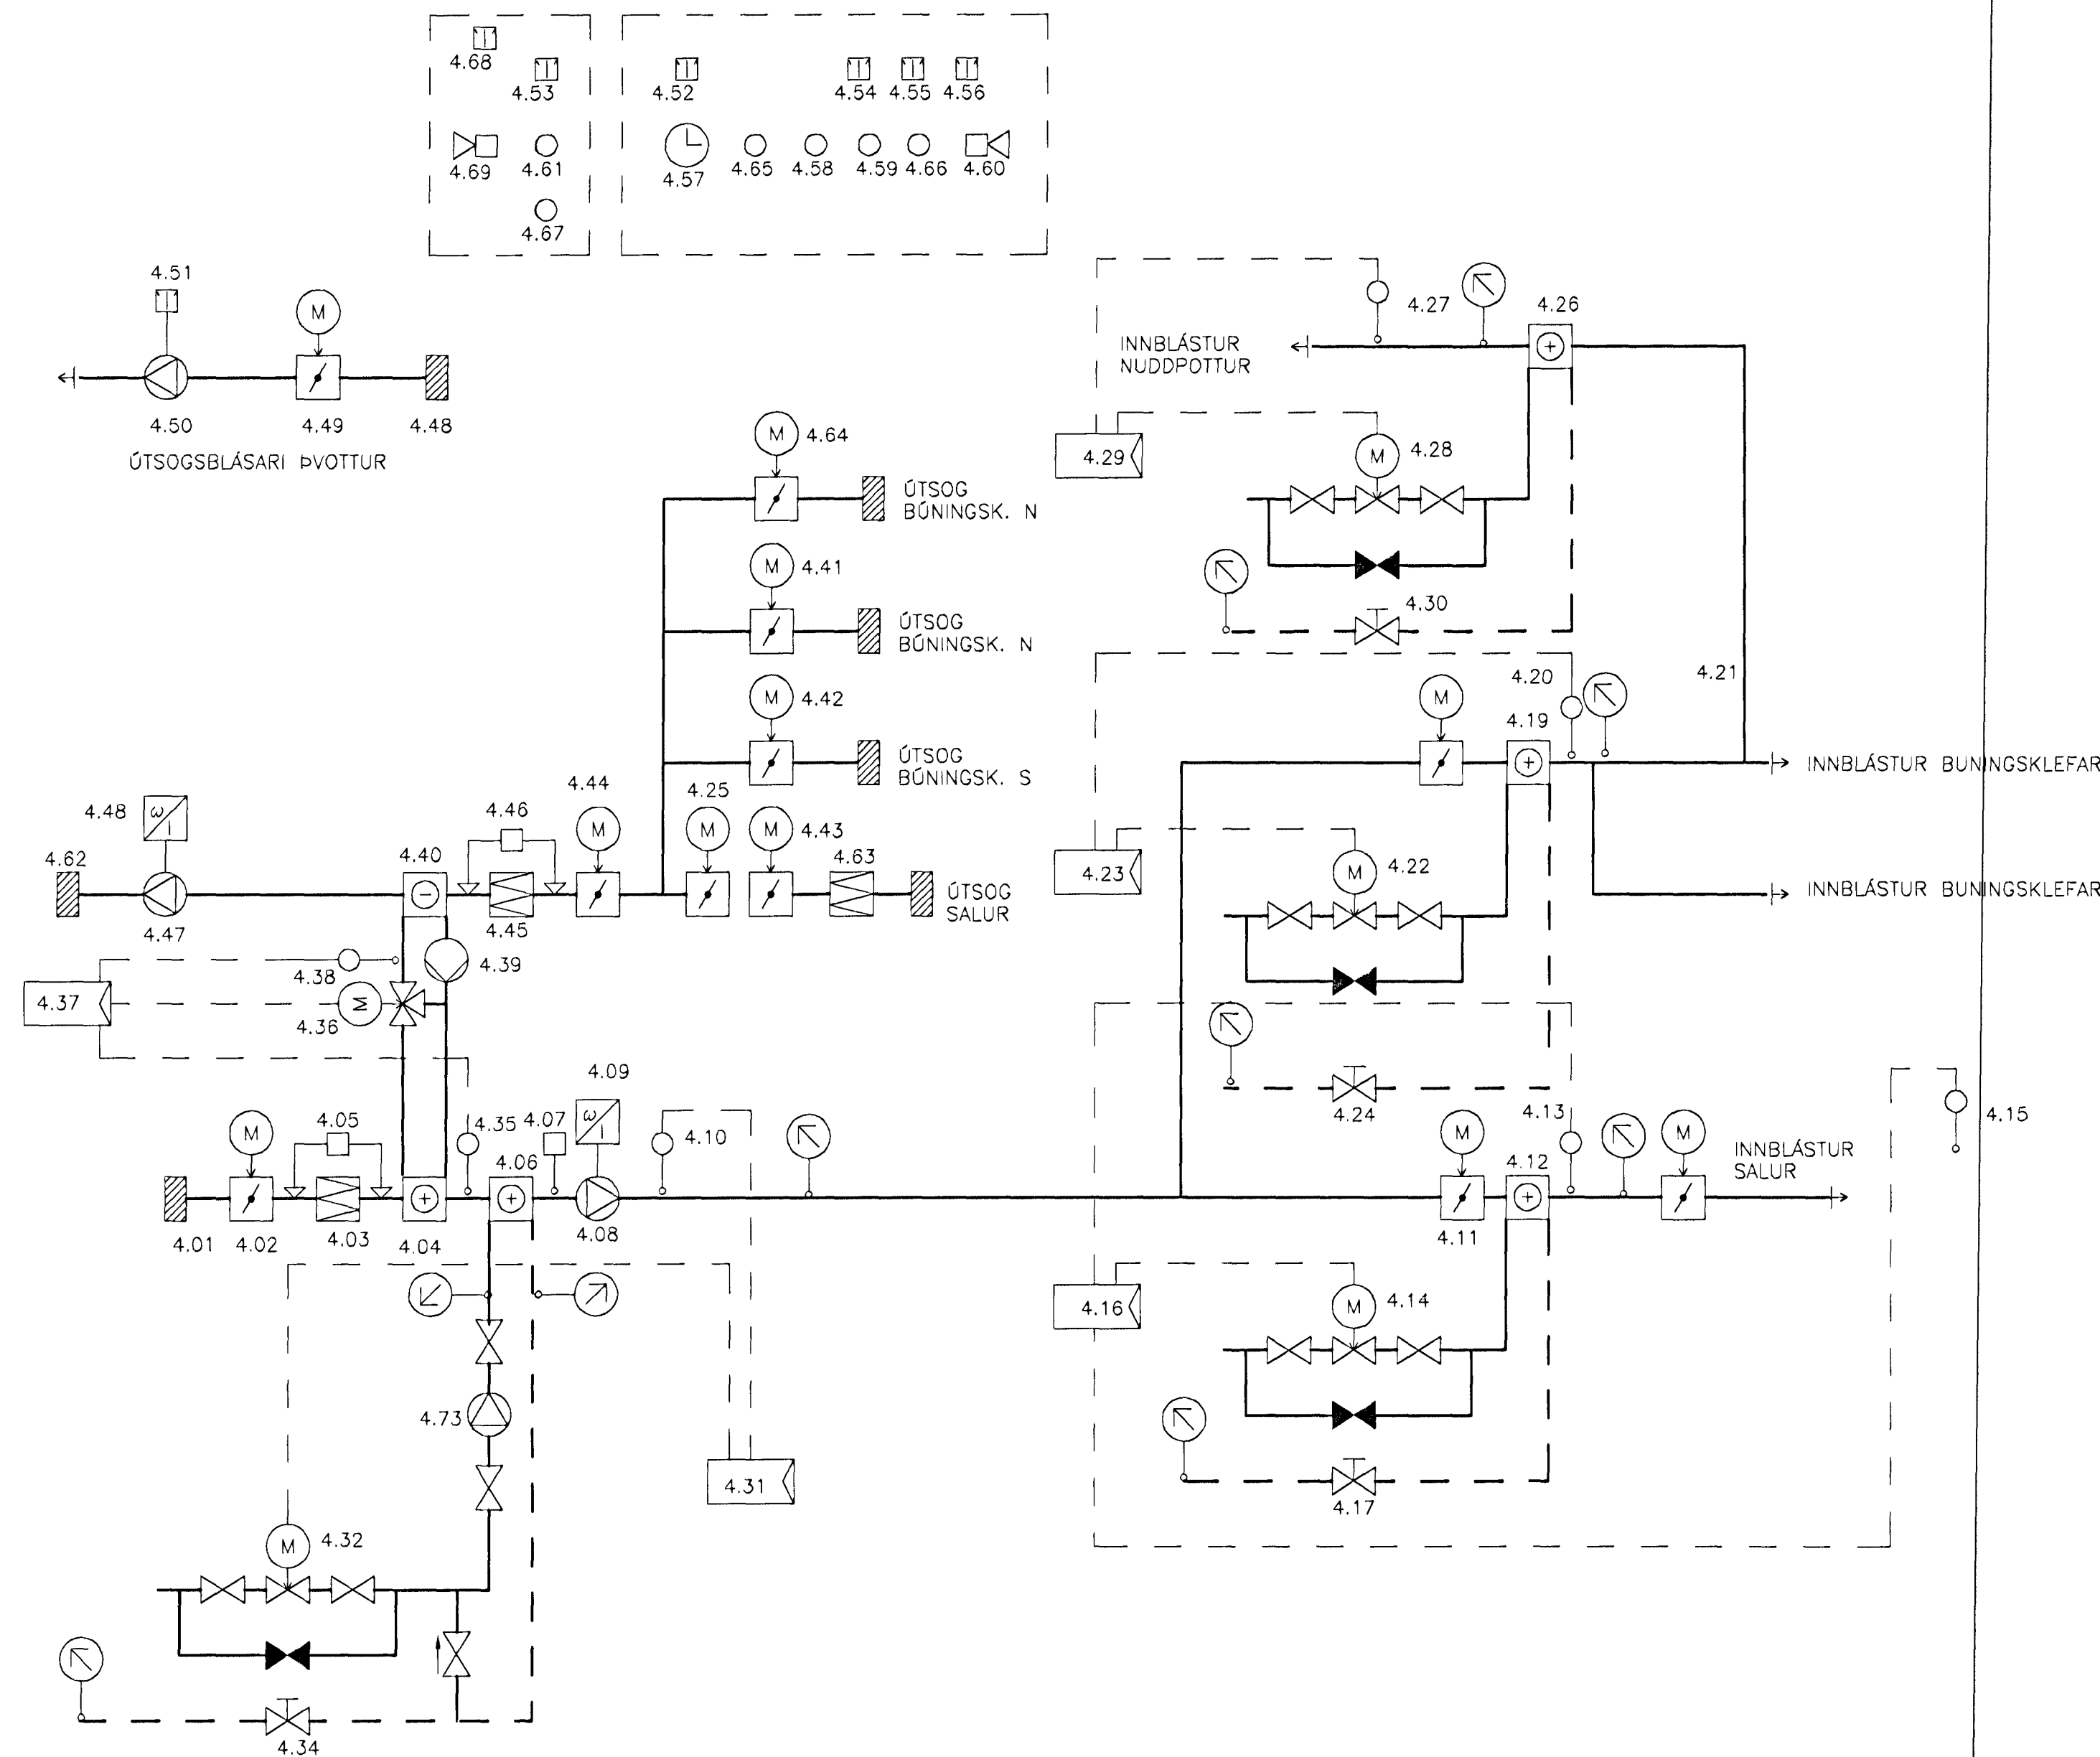 4.68
4.53
4.52
4.54
4.55
4.56
4.69
4.61
4.57
4.65
4.58
4.59
4.66
4.60
4.67
4.51
M
4.50
4.49
4.48
ÚTSOGSBLÁSARI ÞVOTTUR
4.27
4.26
INNBLÁSTUR
NUDDPOTTUR
M
4.64
ÚTSOG
BÚNINGSK. N
4.29
M
4.28
M
4.41
ÚTSOG
BÚNINGSK. N
4.30
M
4.42
ÚTSOG
BÚNINGSK. S
4.20
4.21
M
4.19
INNBLÁSTUR BUNINGSKLEFAR
4.48
ω
I
4.62
4.40
4.46
4.44
M
4.25
M
M
4.43
4.63
ÚTSOG
SALUR
4.47
4.45
4.23
M
4.22
INNBLÁSTUR BUNINGSKLEFAR
4.38
4.39
4.37
4.36
M
4.24
4.09
ω
I
M
4.05
4.35
4.07
4.06
4.10
4.13
M
4.12
M
INNBLÁSTUR
SALUR
4.15
4.01
4.02
4.03
4.04
4.08
4.11
4.16
M
4.14
4.73
4.31
4.17
M
4.32
4.34